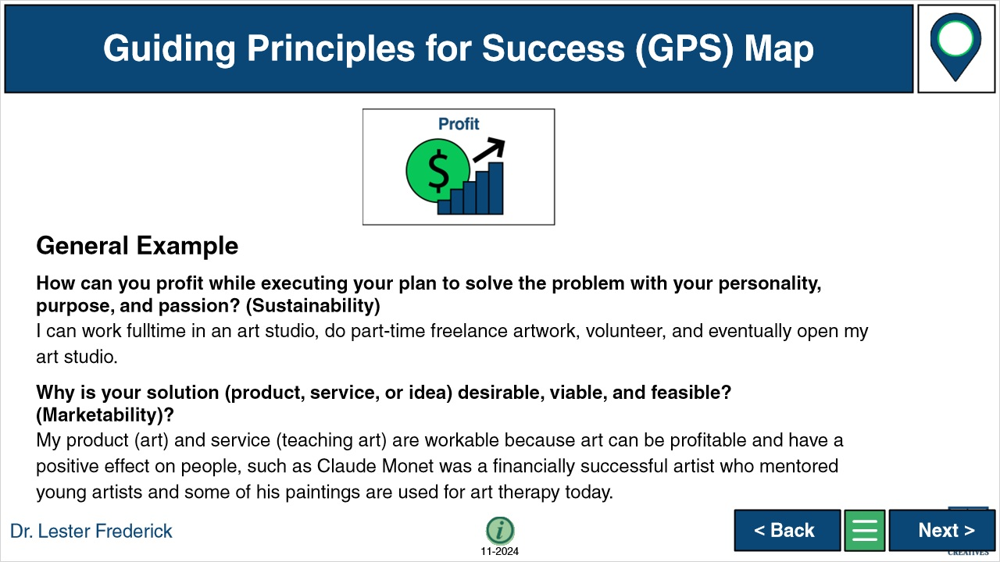 Guiding Principles for Success (GPS) Map
Profit
$
General Example
How can you profit while executing your plan to solve the problem with your personality,
purpose, and passion? (Sustainability)
I can work fulltime in an art studio, do part-time freelance artwork, volunteer, and eventually open my
art studio.
Why is your solution (product, service, or idea) desirable, viable, and feasible?
(Marketability)?
My product (art) and service (teaching art) are workable because art can be profitable and have a
positive effect on people, such as Claude Monet was a financially successful artist who mentored
young artists and some of his paintings are used for art therapy today.
Dr. Lester Frederick
i
11-2024
< Back
Next >
CREATIVES